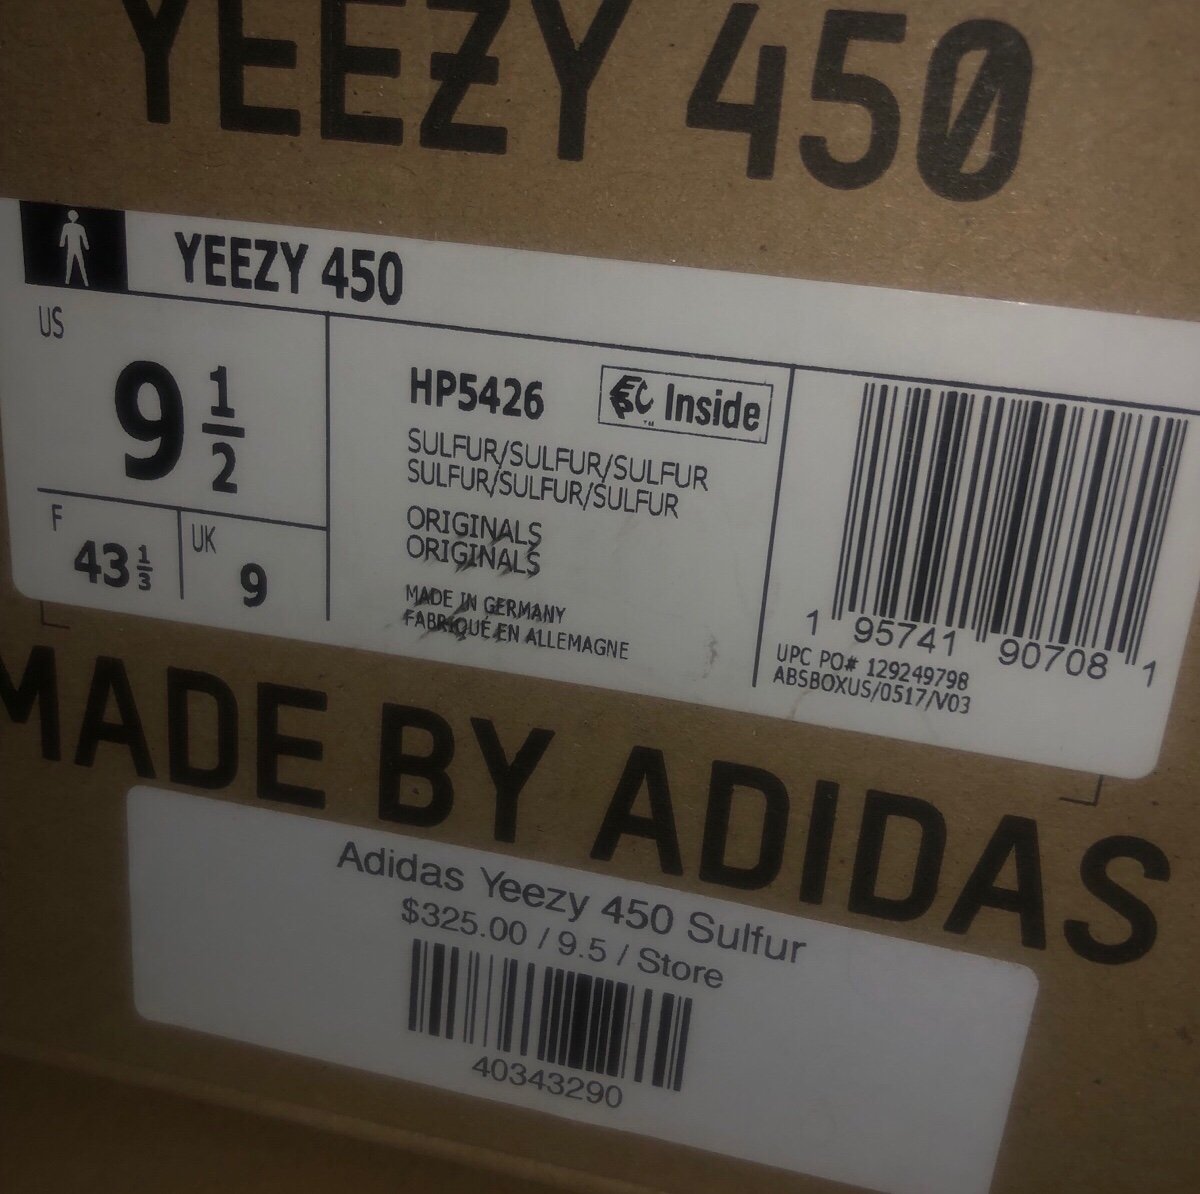 YEEZY 450
YEEZY 450
US
9 1/2
F
43 1/3
UK
9
HP5426
Inside
SULFUR/SULFUR/SULFUR
SULFUR/SULFUR/SULFUR
ORIGINALS
ORIGINALS
MADE IN GERMANY
FABRIQUÉ EN ALLEMAGNE
1 95741 90708 1
UPC PO# 129249798
ABSBOXUS/0517/V03
MADE BY ADIDAS
Adidas Yeezy 450 Sulfur
$325.00 / 9.5 / Store
40343290